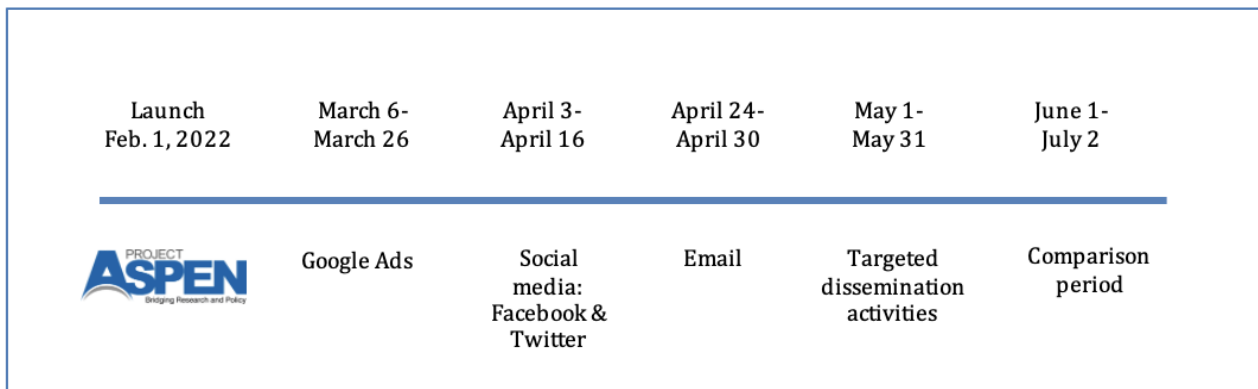 Launch
Feb. 1, 2022
March 6-
March 26
April 3-
April 16
April 24-
April 30
May 1-
May 31
June 1-
July 2
PROJECT
ASPEN
Bridging Research and Policy
Google Ads
Social
media:
Facebook &
Twitter
Email
Targeted
dissemination
activities
Comparison
period